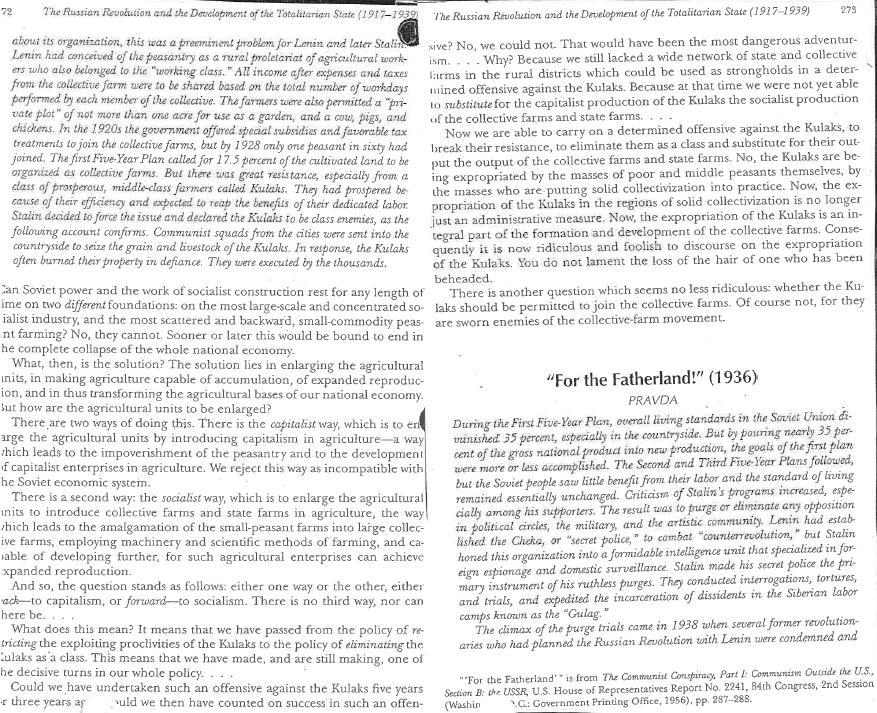 72 The Russian Revolution and the Development of the Totalitarian State (1917–1939)
about its organization, this was a preeminent problem for Lenin and later Stalin.
Lenin had conceived of the peasantry as a rural proletariat of agricultural work-
ers who also belonged to the "working class." All income after expenses and taxes
from the collective farm were to be shared based on the total number of workdays
performed by each member of the collective. The farmers were also permitted a "pri-
vate plot" of not more than one acre for use as a garden, and a cow, pigs, and
chickens. In the 1920s the government offered special subsidies and favorable tax
treatments to join the collective farms, but by 1928 only one peasant in sixty had
joined. The first Five-Year Plan called for 17.5 percent of the cultivated land to be
organized as collective farms. But there was great resistance, especially from a
class of prosperous, middle-class farmers called Kulaks. They had prospered be-
cause of their efficiency and expected to reap the benefits of their dedicated labor.
Stalin decided to force the issue and declared the Kulaks to be class enemies, as the
following account confirms. Communist squads from the cities were sent into the
countryside to seize the grain and livestock of the Kulaks. In response, the Kulaks
often burned their property in defiance. They were executed by the thousands.
Can Soviet power and the work of socialist construction rest for any length of
ime on two different foundations: on the most large-scale and concentrated so-
ialist industry, and the most scattered and backward, small-commodity peas-
nt farming? No, they cannot. Sooner or later this would be bound to end in
he complete collapse of the whole national economy.
What, then, is the solution? The solution lies in enlarging the agricultural
units, in making agriculture capable of accumulation, of expanded reproduc-
ion, and in thus transforming the agricultural bases of our national economy.
But how are the agricultural units to be enlarged?
There are two ways of doing this. There is the capitalist way, which is to en
arge the agricultural units by introducing capitalism in agriculture—a way
which leads to the impoverishment of the peasantry and to the development
of capitalist enterprises in agriculture. We reject this way as incompatible with
he Soviet economic system.
There is a second way: the socialist way, which is to enlarge the agricultural
units to introduce collective farms and state farms in agriculture, the way
which leads to the amalgamation of the small-peasant farms into large collec-
ive farms, employing machinery and scientific methods of farming, and ca-
pable of developing further, for such agricultural enterprises can achieve
expanded reproduction.
And so, the question stands as follows: either one way or the other, either
back—to capitalism, or forward—to socialism. There is no third way, nor can
here be. . . .
What does this mean? It means that we have passed from the policy of re-
tricting the exploiting proclivities of the Kulaks to the policy of eliminating the
Kulaks as a class. This means that we have made, and are still making, one of
he decisive turns in our whole policy. . . .
Could we have undertaken such an offensive against the Kulaks five years
r three years ag ould we then have counted on success in such an offen-
The Russian Revolution and the Development of the Totalitarian State (1917–1939) 273
sive? No, we could not. That would have been the most dangerous adventur-
ism. . . . Why? Because we still lacked a wide network of state and collective
farms in the rural districts which could be used as strongholds in a deter-
mined offensive against the Kulaks. Because at that time we were not yet able
to substitute for the capitalist production of the Kulaks the socialist production
of the collective farms and state farms. . . .
Now we are able to carry on a determined offensive against the Kulaks, to
break their resistance, to eliminate them as a class and substitute for their out-
put the output of the collective farms and state farms. No, the Kulaks are be-
ing expropriated by the masses of poor and middle peasants themselves, by
the masses who are putting solid collectivization into practice. Now, the ex-
propriation of the Kulaks in the regions of solid collectivization is no longer
just an administrative measure. Now, the expropriation of the Kulaks is an in-
tegral part of the formation and development of the collective farms. Conse-
quently it is now ridiculous and foolish to discourse on the expropriation
of the Kulaks. You do not lament the loss of the hair of one who has been
beheaded.
There is another question which seems no less ridiculous: whether the Ku-
laks should be permitted to join the collective farms. Of course not, for they
are sworn enemies of the collective-farm movement.
"For the Fatherland!" (1936)
PRAVDA
During the First Five-Year Plan, overall living standards in the Soviet Union di-
minished 35 percent, especially in the countryside. But by pouring nearly 35 per-
cent of the gross national product into new production, the goals of the first plan
were more or less accomplished. The Second and Third Five-Year Plans followed,
but the Soviet people saw little benefit from their labor and the standard of living
remained essentially unchanged. Criticism of Stalin's programs increased, espe-
cially among his supporters. The result was to purge or eliminate any opposition
in political circles, the military, and the artistic community. Lenin had estab-
lished the Cheka, or "secret police," to combat "counterrevolution," but Stalin
honed this organization into a formidable intelligence unit that specialized in for-
eign espionage and domestic surveillance. Stalin made his secret police the pri-
mary instrument of his ruthless purges. They conducted interrogations, tortures,
and trials, and expedited the incarceration of dissidents in the Siberian labor
camps known as the "Gulag."
The climax of the purge trials came in 1938 when several former revolution-
aries who had planned the Russian Revolution with Lenin were condemned and
"'For the Fatherland'" is from The Communist Conspiracy, Part I: Communism Outside the U.S.,
Section B: the USSR, U.S. House of Representatives Report No. 2241, 84th Congress, 2nd Session
(Washin .C.: Government Printing Office, 1956), pp. 287–288.